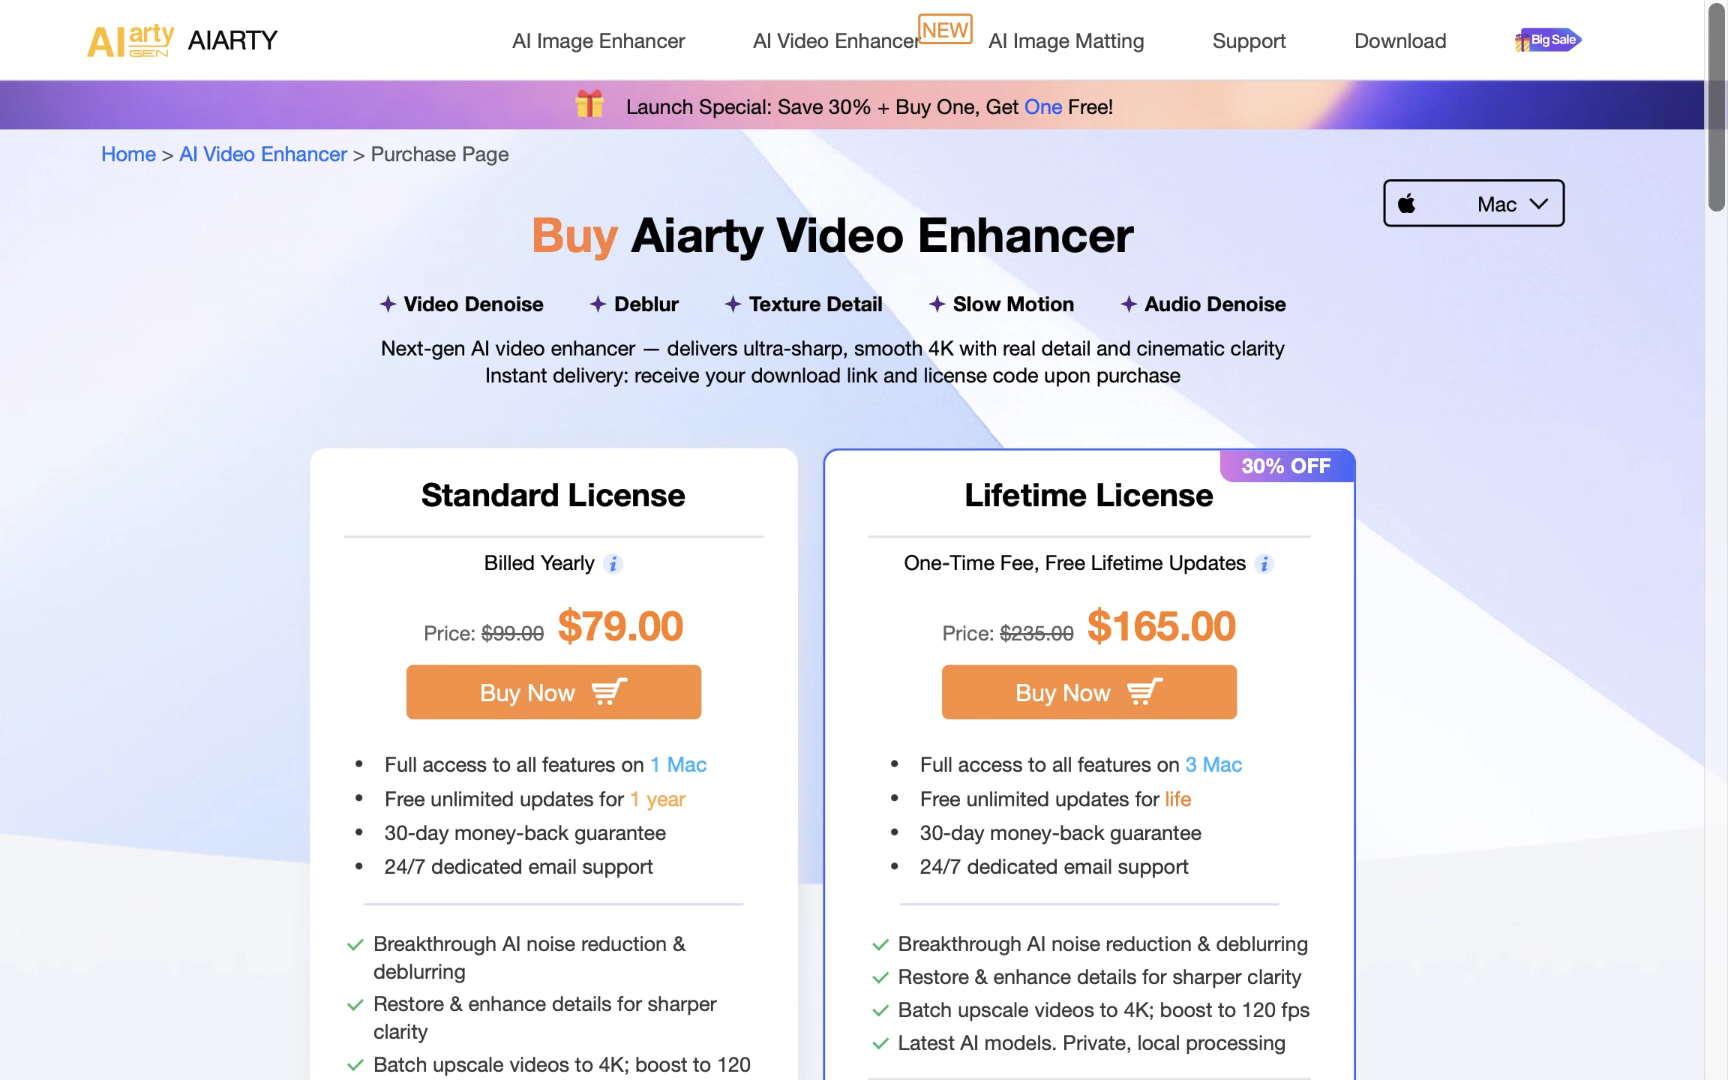 AIarty GEN AIARTY
AI Image Enhancer
AI Video Enhancer
NEW
AI Image Matting
Support
Download
Big Sale
Launch Special: Save 30% + Buy One, Get One Free!
Home > AI Video Enhancer > Purchase Page
Mac
Buy Aiarty Video Enhancer
Video Denoise
Deblur
Texture Detail
Slow Motion
Audio Denoise
Next-gen AI video enhancer — delivers ultra-sharp, smooth 4K with real detail and cinematic clarity
Instant delivery: receive your download link and license code upon purchase
Standard License
Billed Yearly i
Price: $99.00 $79.00
Buy Now
• Full access to all features on 1 Mac
• Free unlimited updates for 1 year
• 30-day money-back guarantee
• 24/7 dedicated email support
Breakthrough AI noise reduction &
deblurring
Restore & enhance details for sharper
clarity
Batch upscale videos to 4K; boost to 120
30% OFF
Lifetime License
One-Time Fee, Free Lifetime Updates i
Price: $235.00 $165.00
Buy Now
• Full access to all features on 3 Mac
• Free unlimited updates for life
• 30-day money-back guarantee
• 24/7 dedicated email support
Breakthrough AI noise reduction & deblurring
Restore & enhance details for sharper clarity
Batch upscale videos to 4K; boost to 120 fps
Latest AI models. Private, local processing